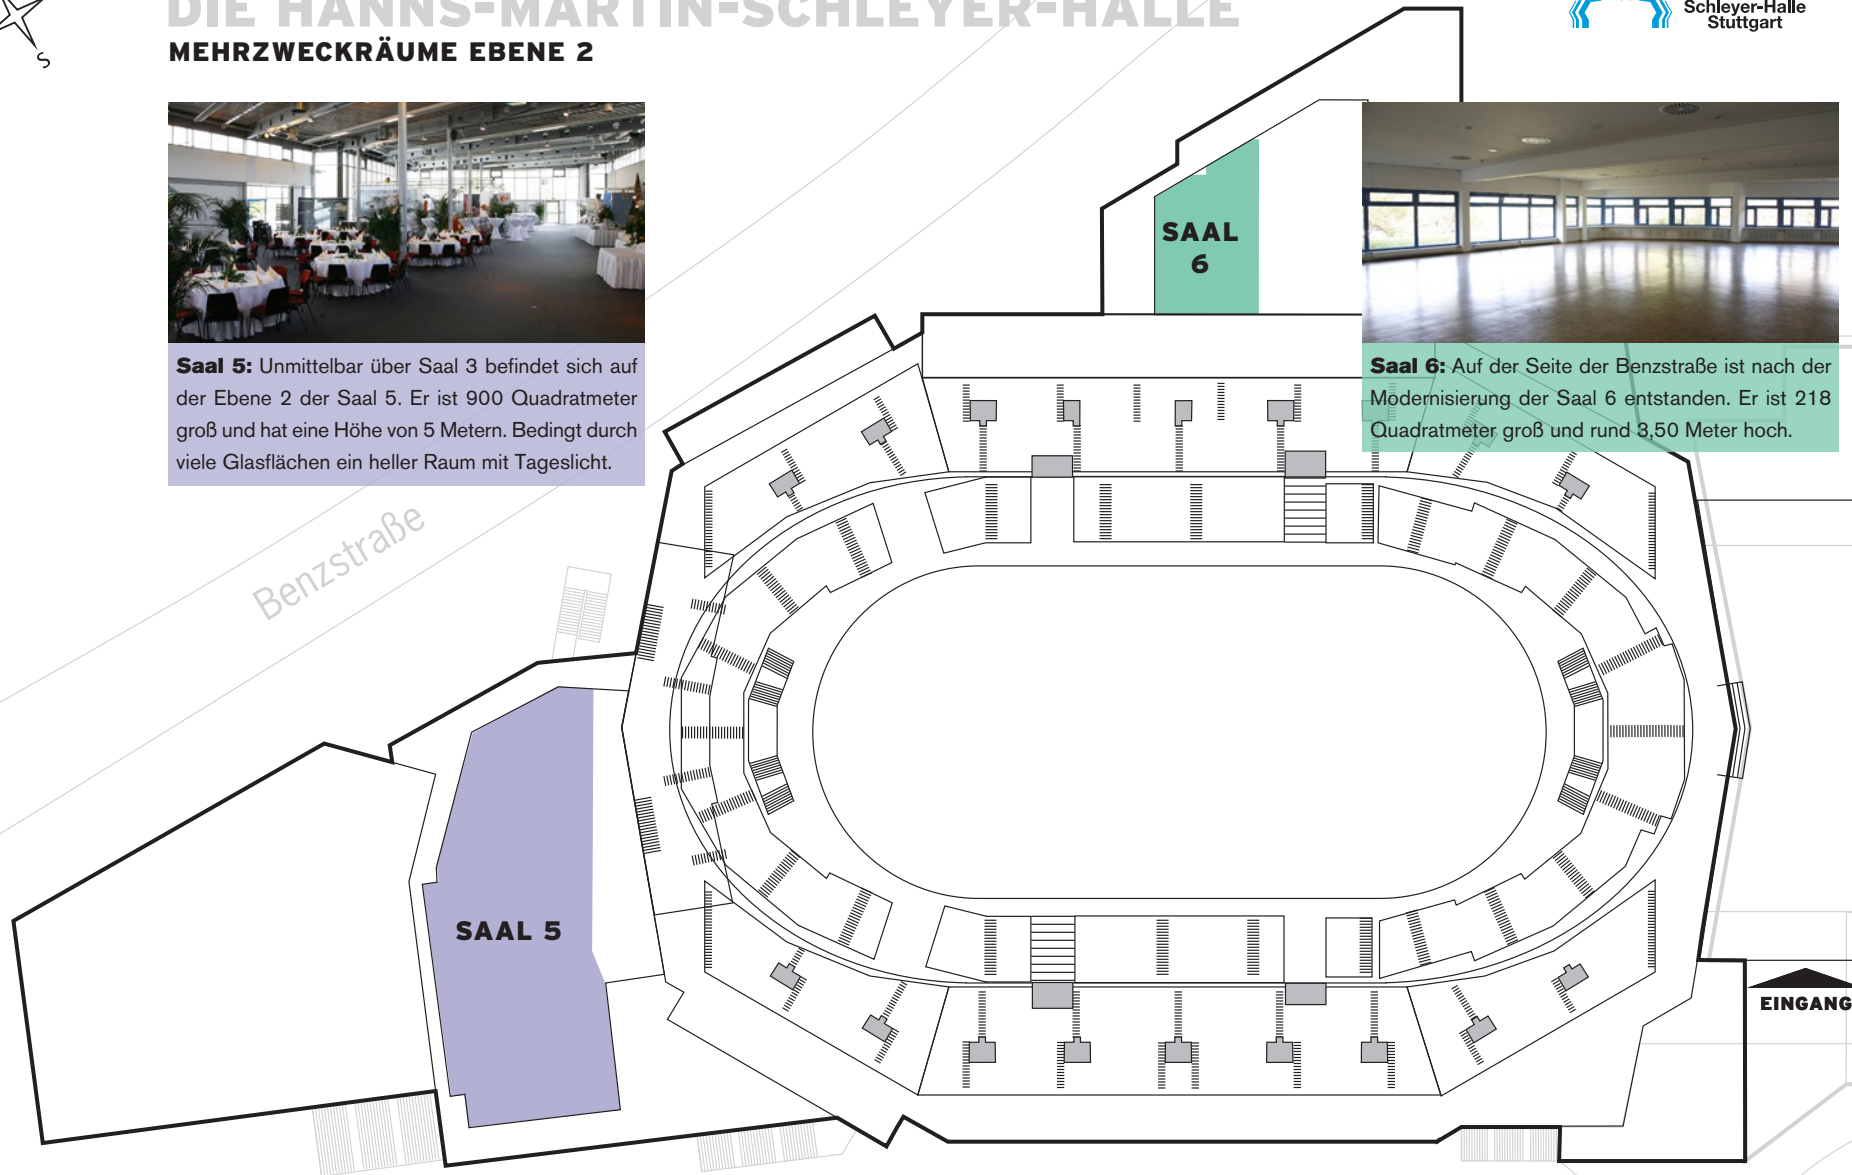 DIE HANNS-MARTIN-SCHLEYER-HALLE
MEHRZWECKRÄUME EBENE 2
Schleyer-Halle
Stuttgart
S
Saal 5: Unmittelbar über Saal 3 befindet sich auf
der Ebene 2 der Saal 5. Er ist 900 Quadratmeter
groß und hat eine Höhe von 5 Metern. Bedingt durch
viele Glasflächen ein heller Raum mit Tageslicht.
SAAL
6
Saal 6: Auf der Seite der Benzstraße ist nach der
Modernisierung der Saal 6 entstanden. Er ist 218
Quadratmeter groß und rund 3,50 Meter hoch.
Benzstraße
SAAL 5
EINGANG